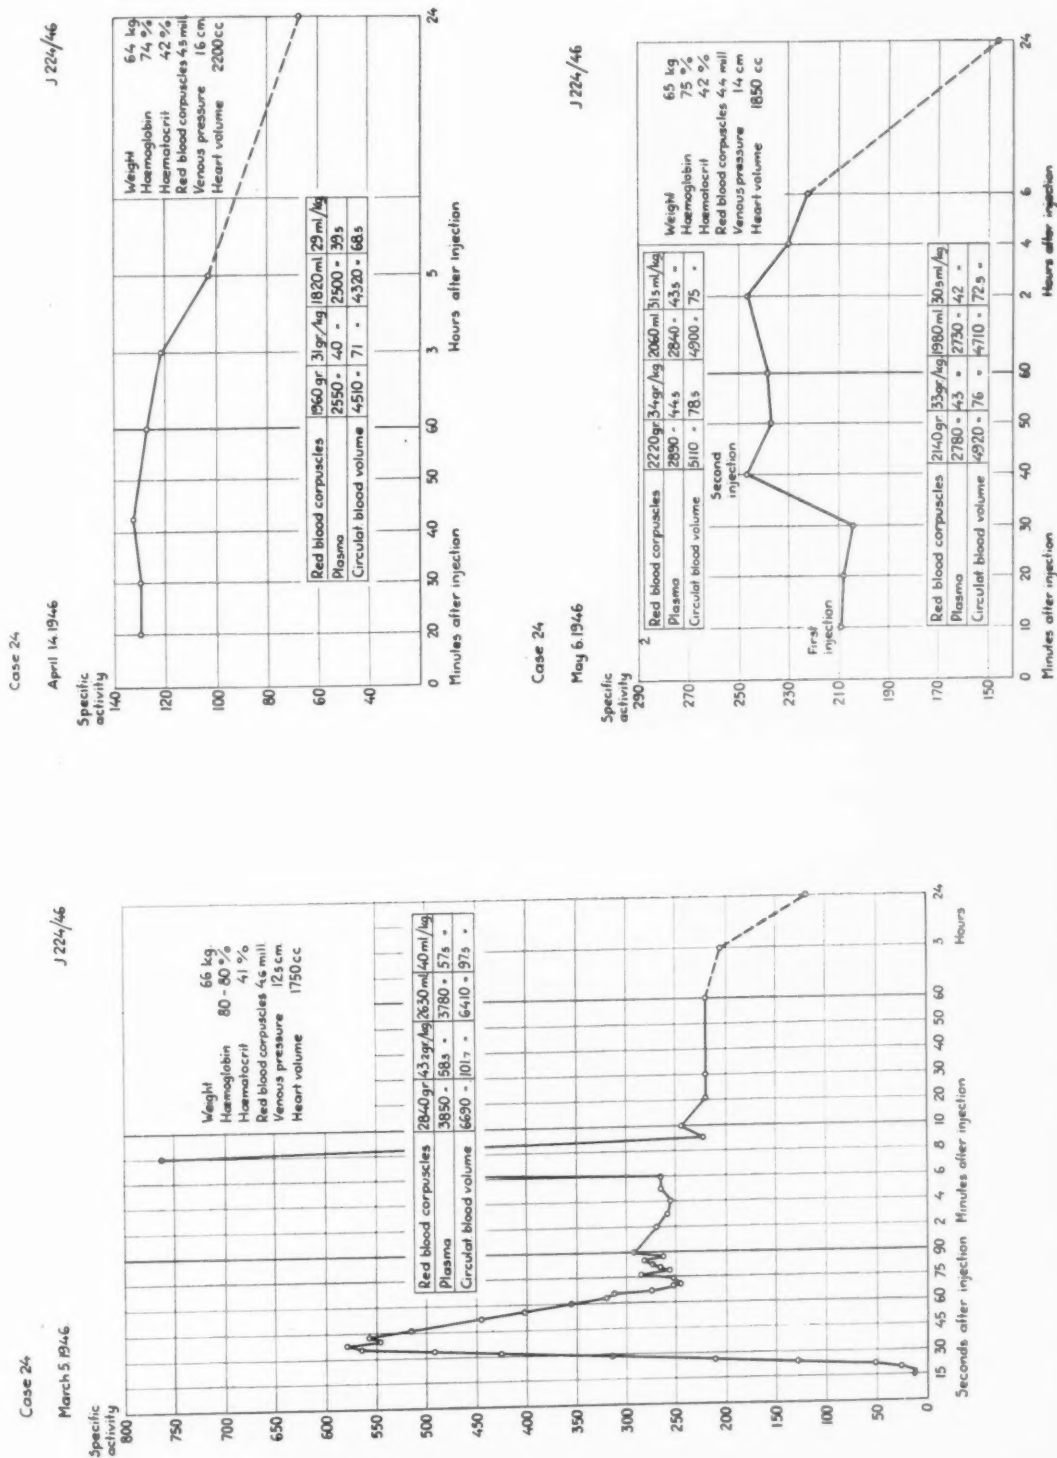 Case 24
March 5.1946
J 224/46
Specific
activity
800
750
700
650
600
550
500
450
400
350
300
250
200
150
100
50
0
Weight 66 kg.
Hæmoglobin 80-80 %
Hæmatocrit 41 %
Red blood corpuscles 4.6 mill
Venous pressure 12.5 cm
Heart volume 1750 cc
Red blood corpuscles 2840 gr 43.2 gr/kg 2630 ml 40 ml/kg
Plasma 3850 " 58.5 " 3780 " 57.5 "
Circulat blood volume 6690 " 101.7 " 6410 " 97.5 "
15 30 45 60 75 90 2 4 6 8 10 20 30 40 50 60 3 24
Seconds after injection Minutes after injection Hours
Case 24
April 14.1946
J 224/46
Specific
activity
140
120
100
80
60
40
20
Weight 64 kg
Hæmoglobin 74 %
Hæmatocrit 42 %
Red blood corpuscles 4.5 mill
Venous pressure 16 cm
Heart volume 2200 cc
Red blood corpuscles 1960 gr 31 gr/kg 1820 ml 29 ml/kg
Plasma 2550 " 40 " 2500 " 39.5
Circulat blood volume 4510 " 71 " 4320 " 68.5
0 20 30 40 50 60 3 5 24
Minutes after injection Hours after injection
Case 24
May 6.1946
J 224/46
Specific
activity
290
270
250
230
210
190
170
150
Weight 65 kg
Hæmoglobin 75 %
Hæmatocrit 42 %
Red blood corpuscles 4.4 mill
Venous pressure 14 cm
Heart volume 1850 cc
2
Red blood corpuscles 2220 gr 34 gr/kg 2060 ml 31.5 ml/kg
Plasma 2890 " 44.5 2840 " 43.5 "
Circulat blood volume 5110 " 78.5 4900 " 75 "
First
injection
Second
injection
Red blood corpuscles 2140 gr 33 gr/kg 1980 ml 30.5 ml/kg
Plasma 2780 " 43 " 2730 " 42 "
Circulat blood volume 4920 " 76 " 4710 " 72.5 "
0 10 20 30 40 50 60 2 4 6 24
Minutes after injection Hours after injection